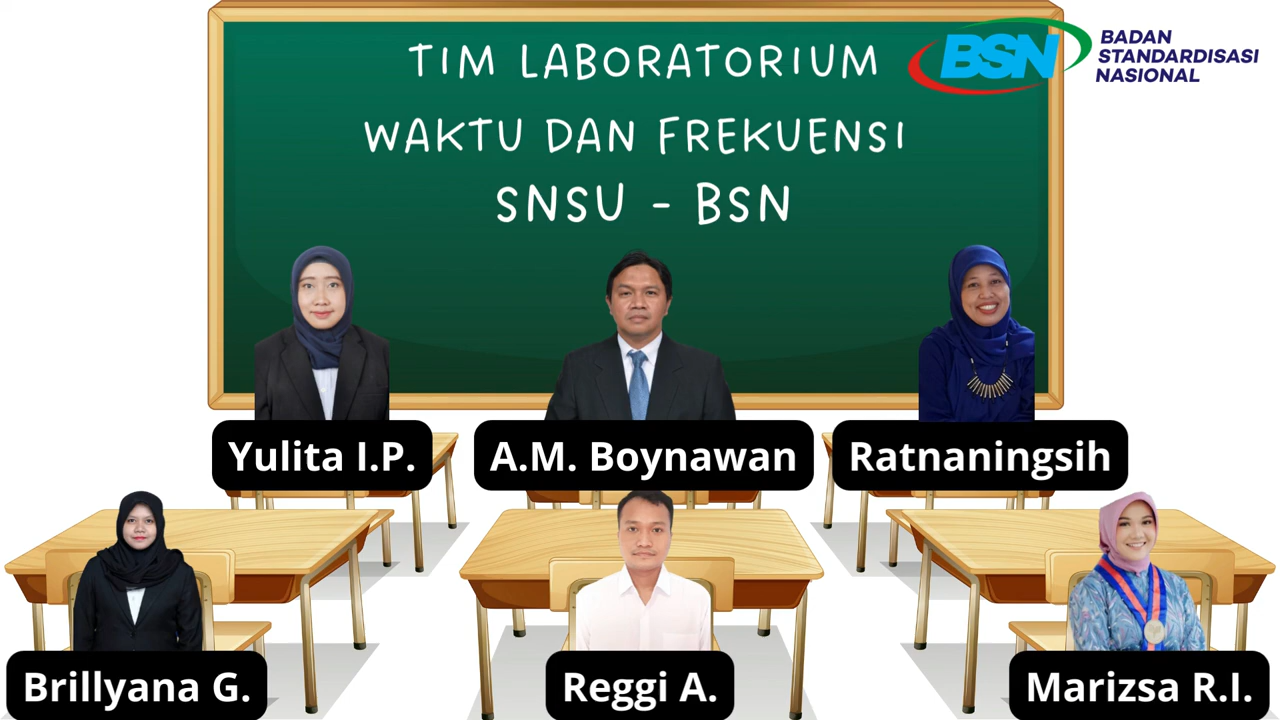 TIM LABORATORIUM
WAKTU DAN FREKUENSI
SNSU - BSN
BSN
BADAN
STANDARDISASI
NASIONAL
Yulita I.P.
A.M. Boynawan
Ratnaningsih
Brillyana G.
Reggi A.
Marizsa R.I.